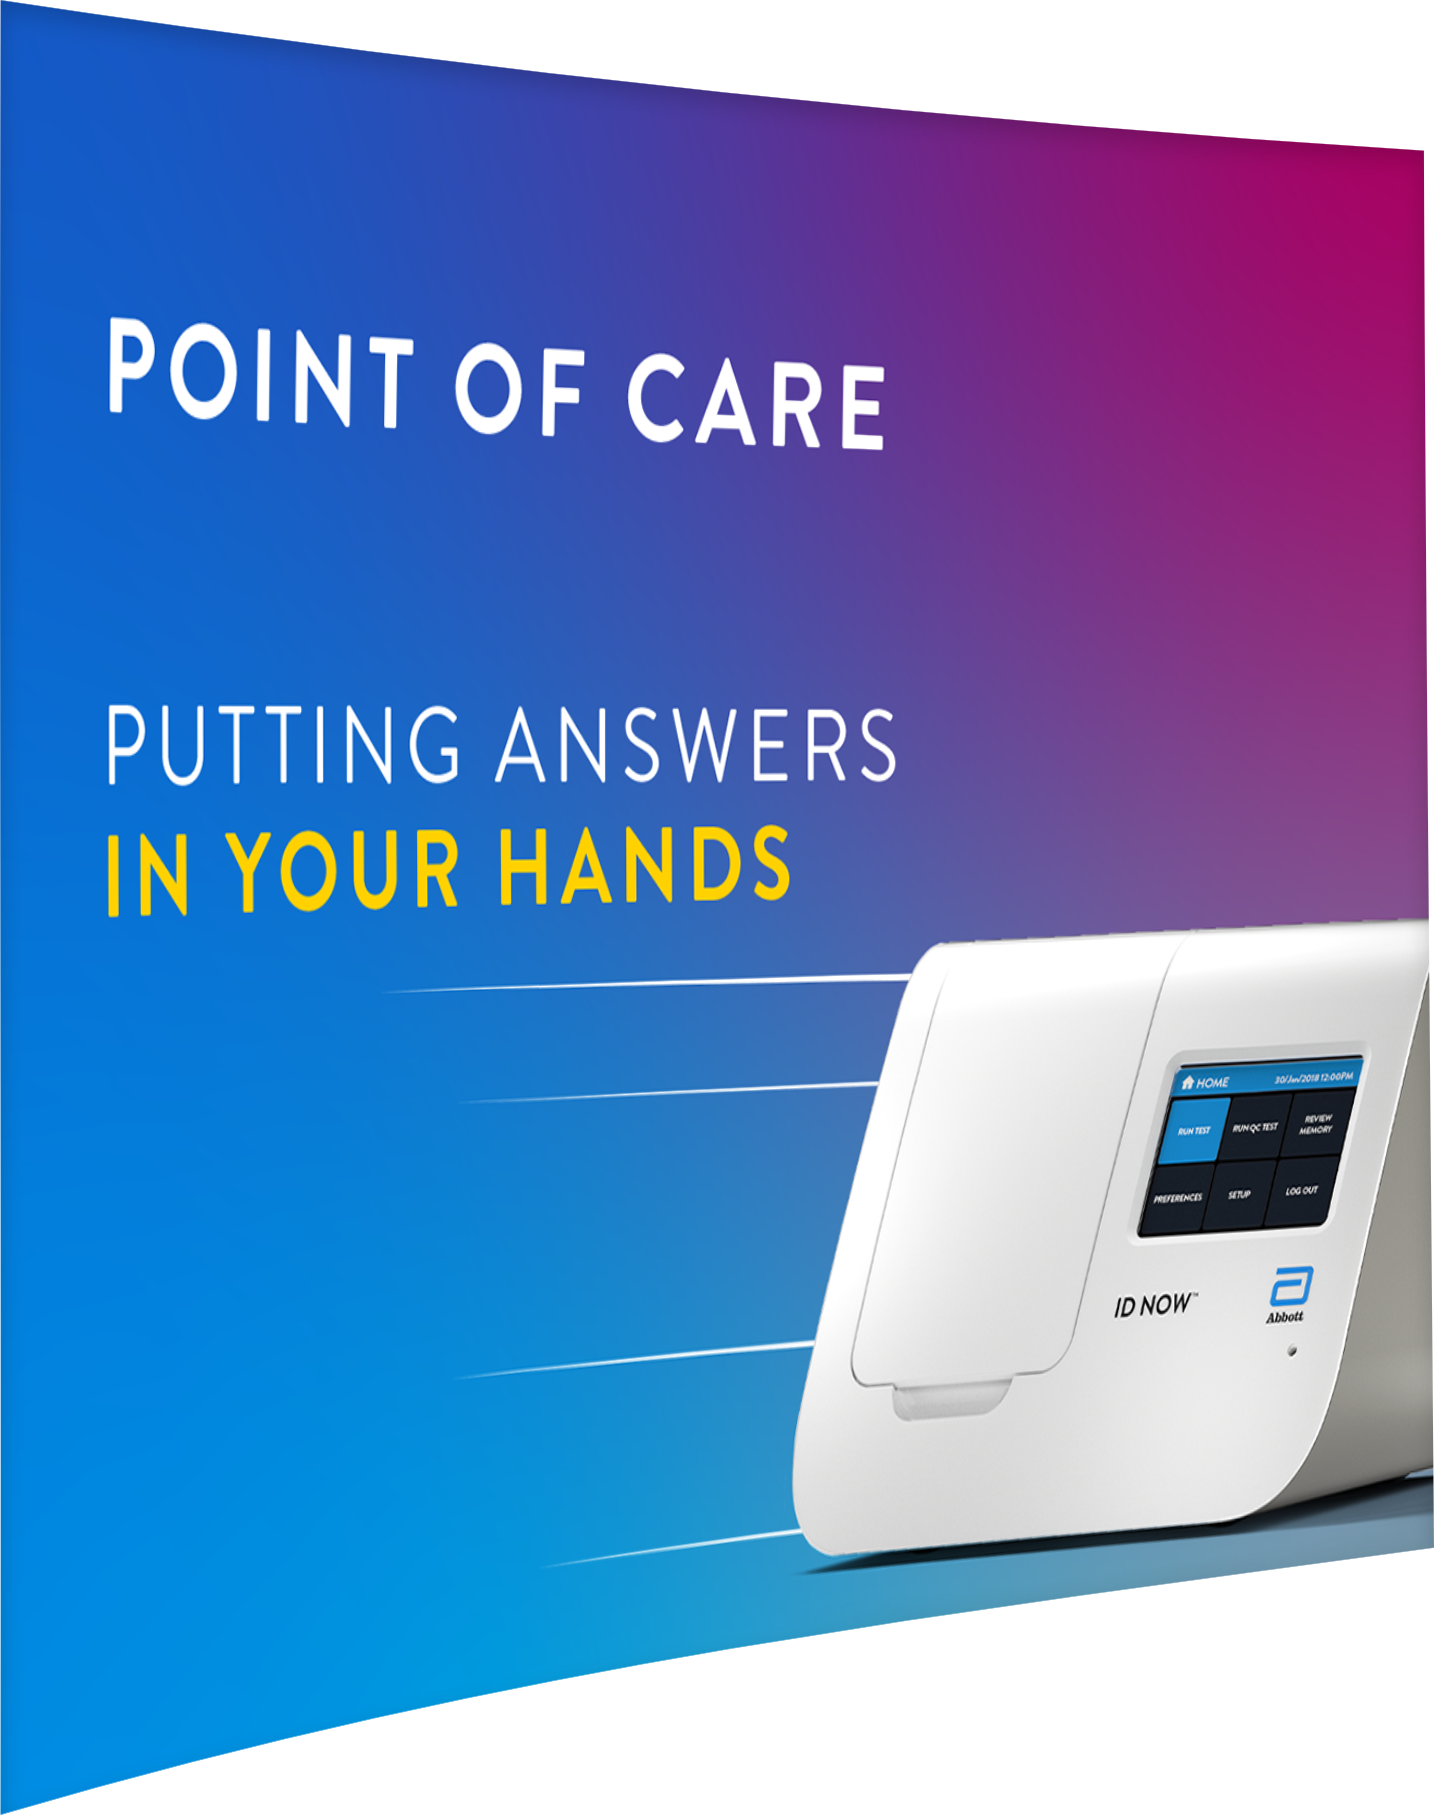 POINT OF CARE
PUTTING ANSWERS
IN YOUR HANDS
HOME 30/Jan/2018 12:00PM
RUN TEST
RUN QC TEST
REVIEW
MEMORY
PREFERENCES
SETUP
LOG OUT
ID NOW™
a
Abbott